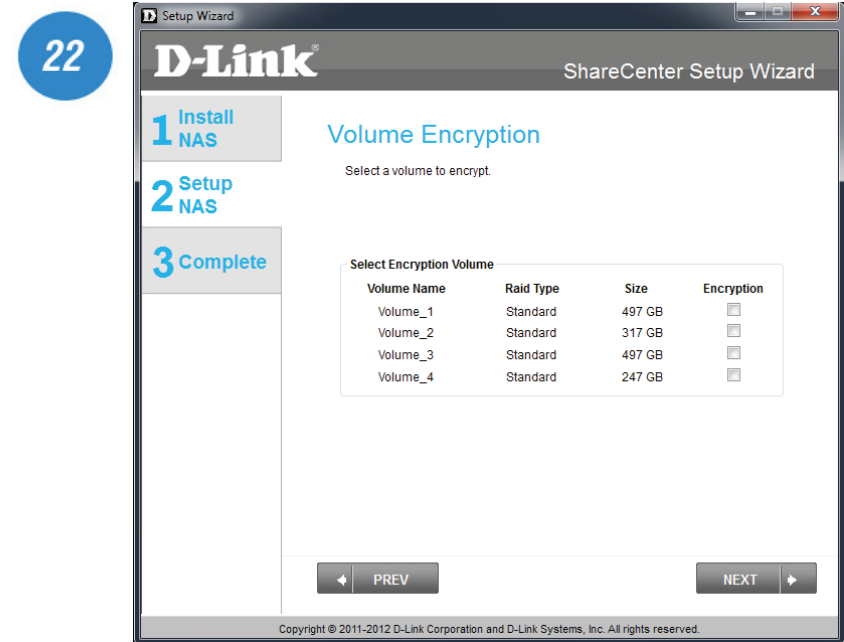 22
Setup Wizard
D-Link®
ShareCenter Setup Wizard
1 Install NAS
2 Setup NAS
3 Complete
Volume Encryption
Select a volume to encrypt.
Select Encryption Volume
Volume Name Raid Type Size Encryption
Volume_1 Standard 497 GB
Volume_2 Standard 317 GB
Volume_3 Standard 497 GB
Volume_4 Standard 247 GB
PREV
NEXT
Copyright © 2011-2012 D-Link Corporation and D-Link Systems, Inc. All rights reserved.